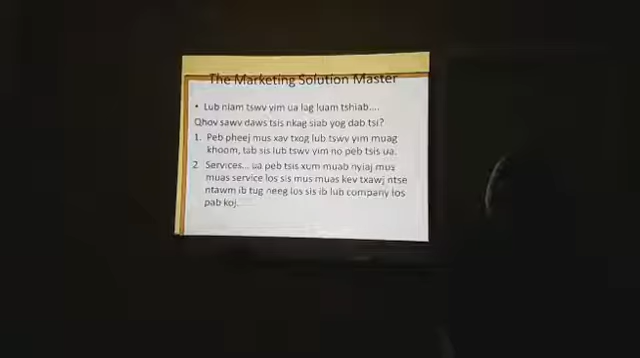 The Marketing Solution Master
• Lub niam tswv yim ua lag luam tshiab....
Qhov sawv daws tsis nkag siab yog dab tsi?
1. Peb pheej mus xav txog lub tswv yim muag
khoom, tab sis lub tswv yim no peb tsis ua.
2. Services... ua peb tsis xum muab nyiaj mus
muas service los sis mus muas kev txawj ntse
ntawm ib tug neeg los sis ib lub company los
pab koj....